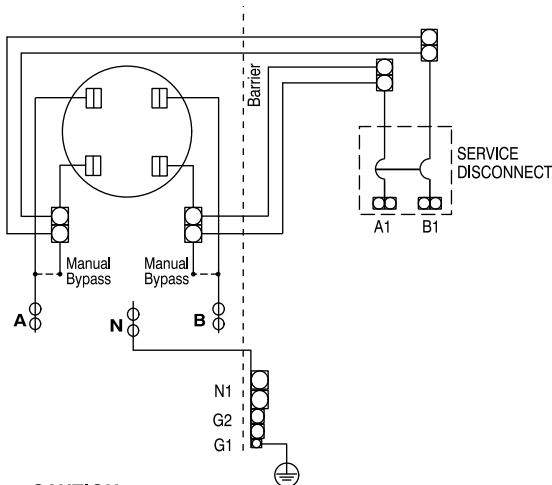 Barrier
SERVICE
DISCONNECT
A1
B1
Manual
Bypass
Manual
Bypass
A
N
B
N1
G2
G1